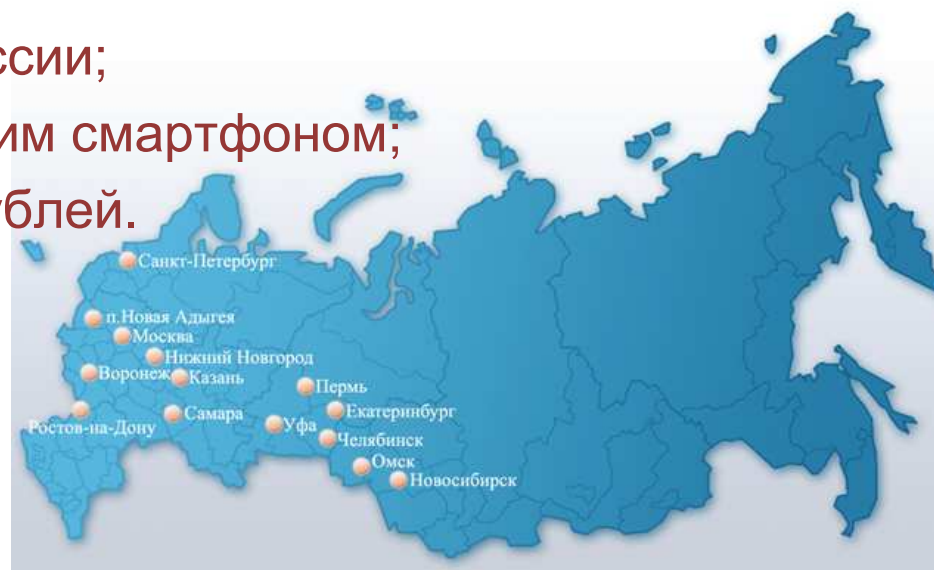 ссии;
им смартфоном;
ублей.
Санкт-Петербург
п.Новая Адыгея
Москва
Нижний Новгород
Воронеж
Казань
Пермь
Екатеринбург
Самара
Уфа
Ростов-на-Дону
Челябинск
Омск
Новосибирск